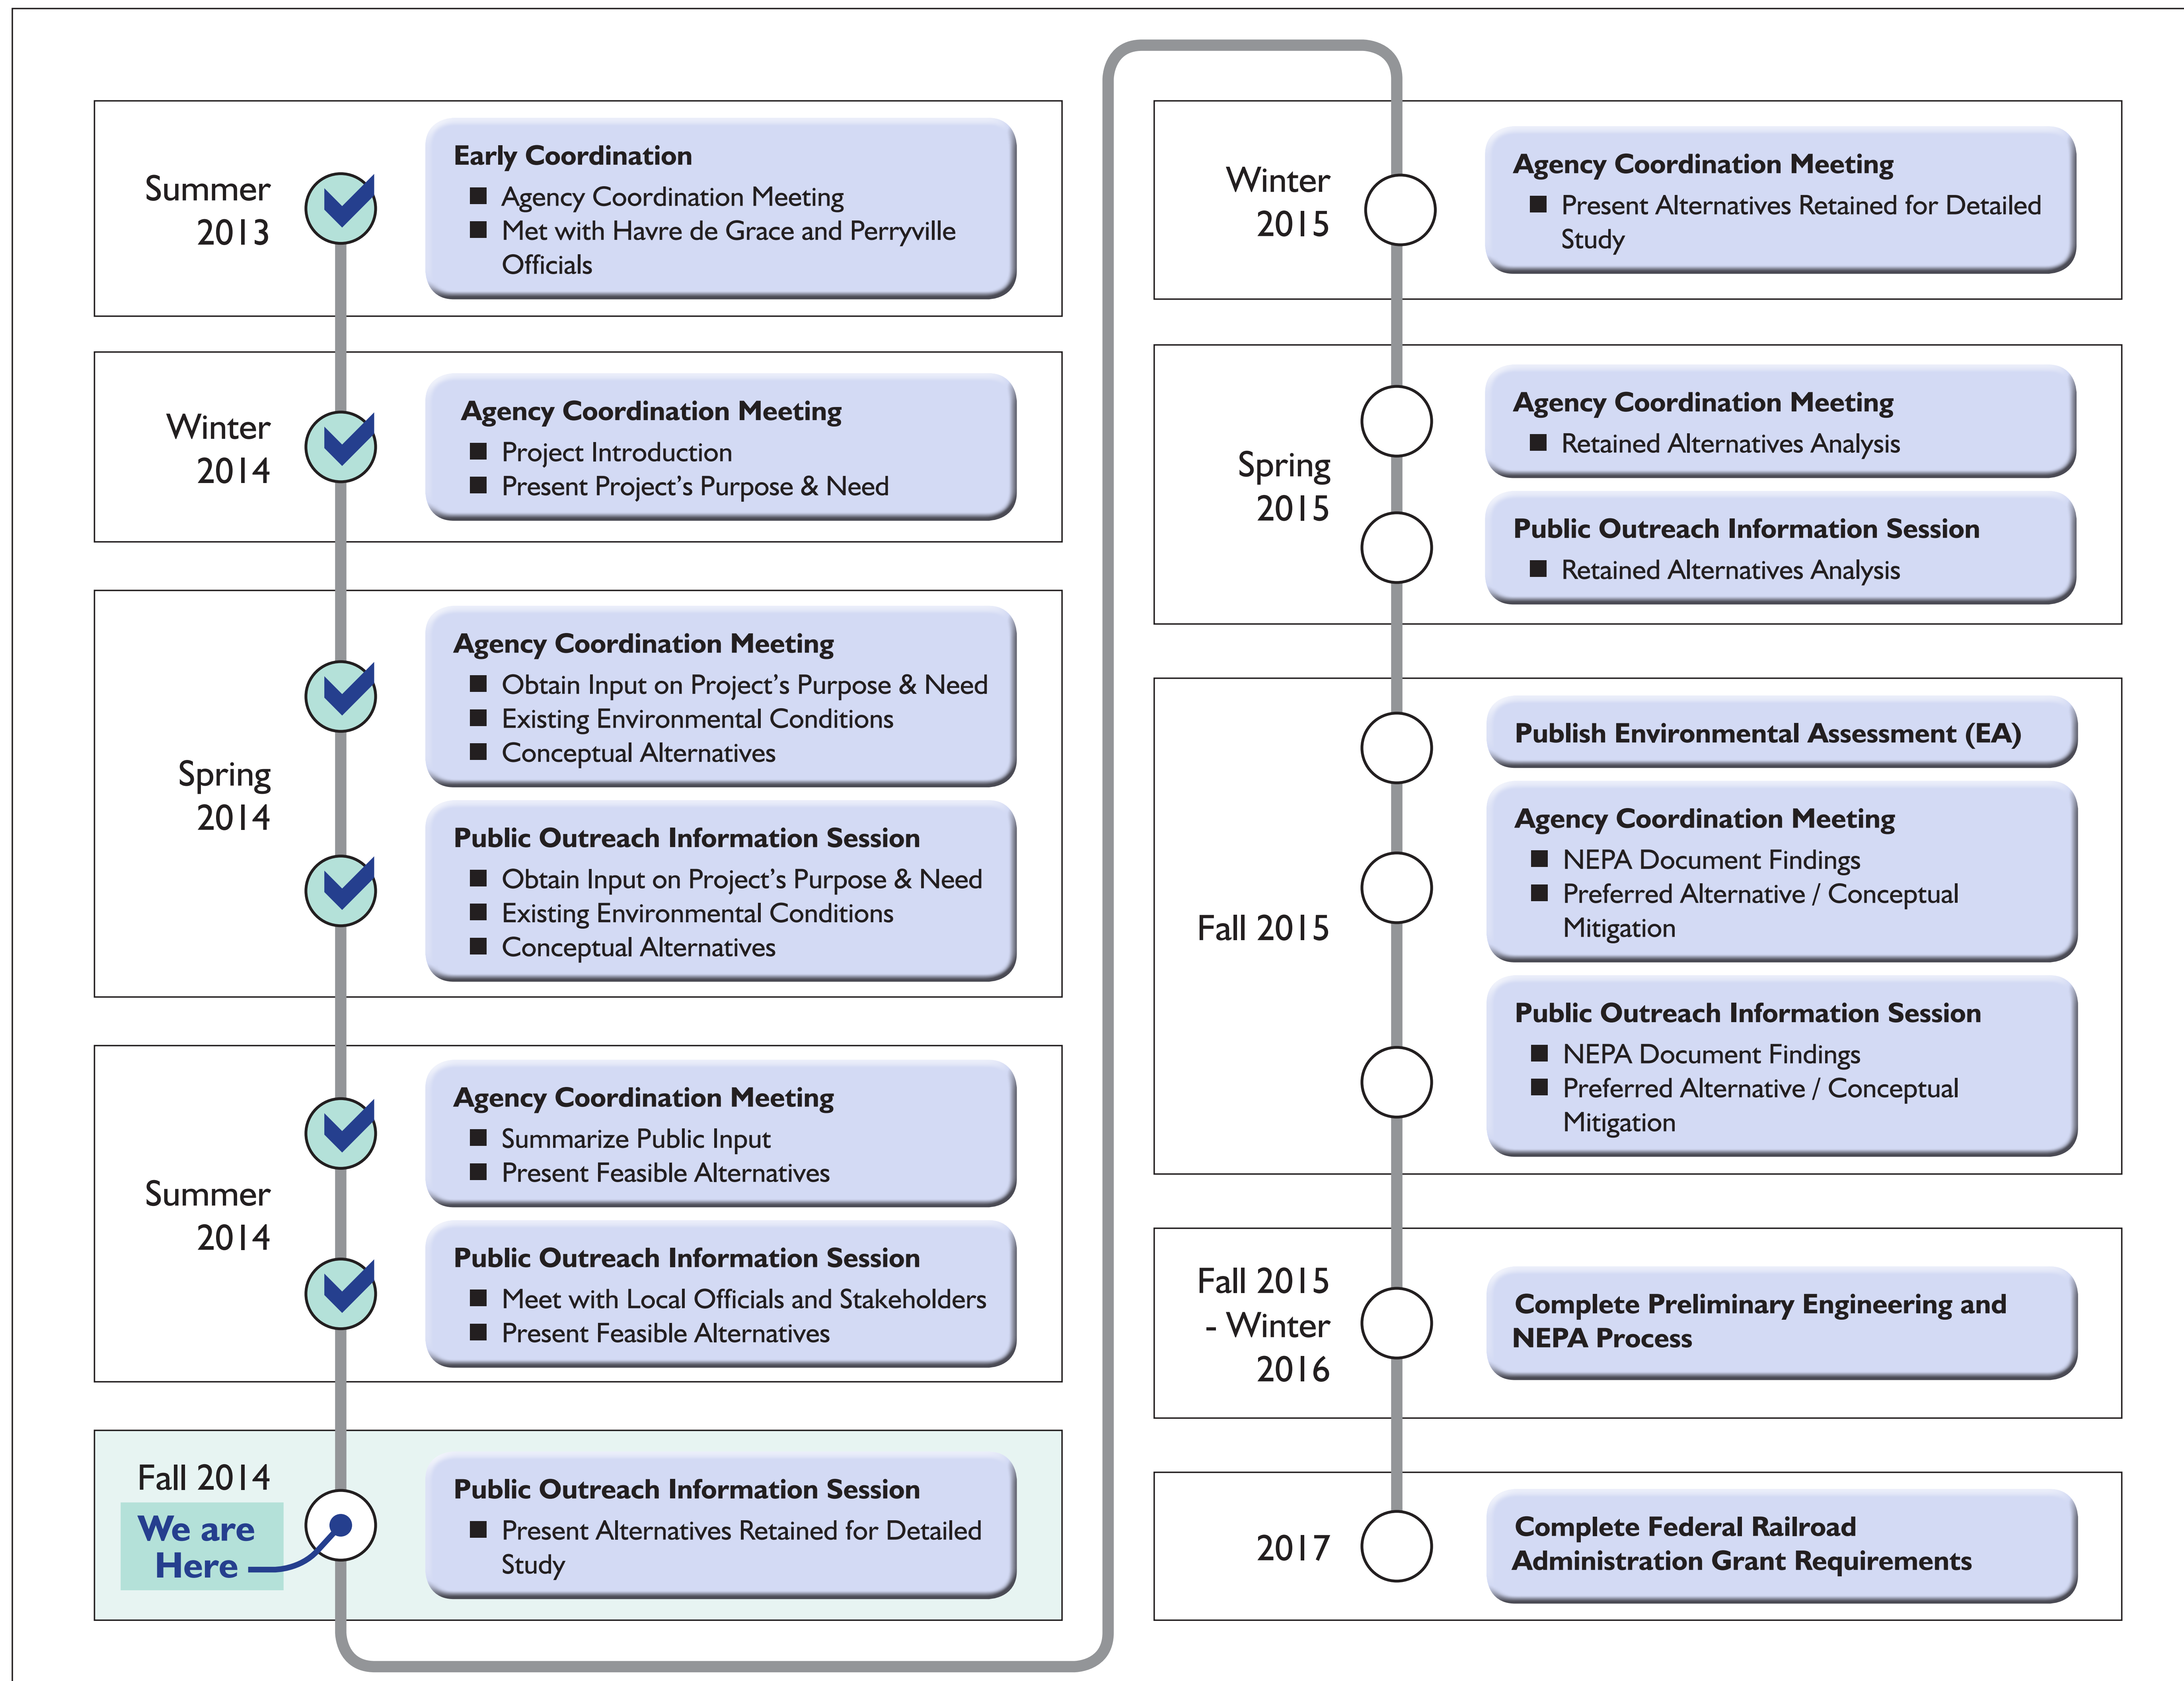 Summer
2013
Early Coordination
■ Agency Coordination Meeting
■ Met with Havre de Grace and Perryville
Officials
Winter
2014
Agency Coordination Meeting
■ Project Introduction
■ Present Project’s Purpose & Need
Spring
2014
Agency Coordination Meeting
■ Obtain Input on Project’s Purpose & Need
■ Existing Environmental Conditions
■ Conceptual Alternatives
Public Outreach Information Session
■ Obtain Input on Project’s Purpose & Need
■ Existing Environmental Conditions
■ Conceptual Alternatives
Summer
2014
Agency Coordination Meeting
■ Summarize Public Input
■ Present Feasible Alternatives
Public Outreach Information Session
■ Meet with Local Officials and Stakeholders
■ Present Feasible Alternatives
Fall 2014
We are
Here
Public Outreach Information Session
■ Present Alternatives Retained for Detailed
Study
Winter
2015
Agency Coordination Meeting
■ Present Alternatives Retained for Detailed
Study
Spring
2015
Agency Coordination Meeting
■ Retained Alternatives Analysis
Public Outreach Information Session
■ Retained Alternatives Analysis
Fall 2015
Publish Environmental Assessment (EA)
Agency Coordination Meeting
■ NEPA Document Findings
■ Preferred Alternative / Conceptual
Mitigation
Public Outreach Information Session
■ NEPA Document Findings
■ Preferred Alternative / Conceptual
Mitigation
Fall 2015
- Winter
2016
Complete Preliminary Engineering and
NEPA Process
2017
Complete Federal Railroad
Administration Grant Requirements